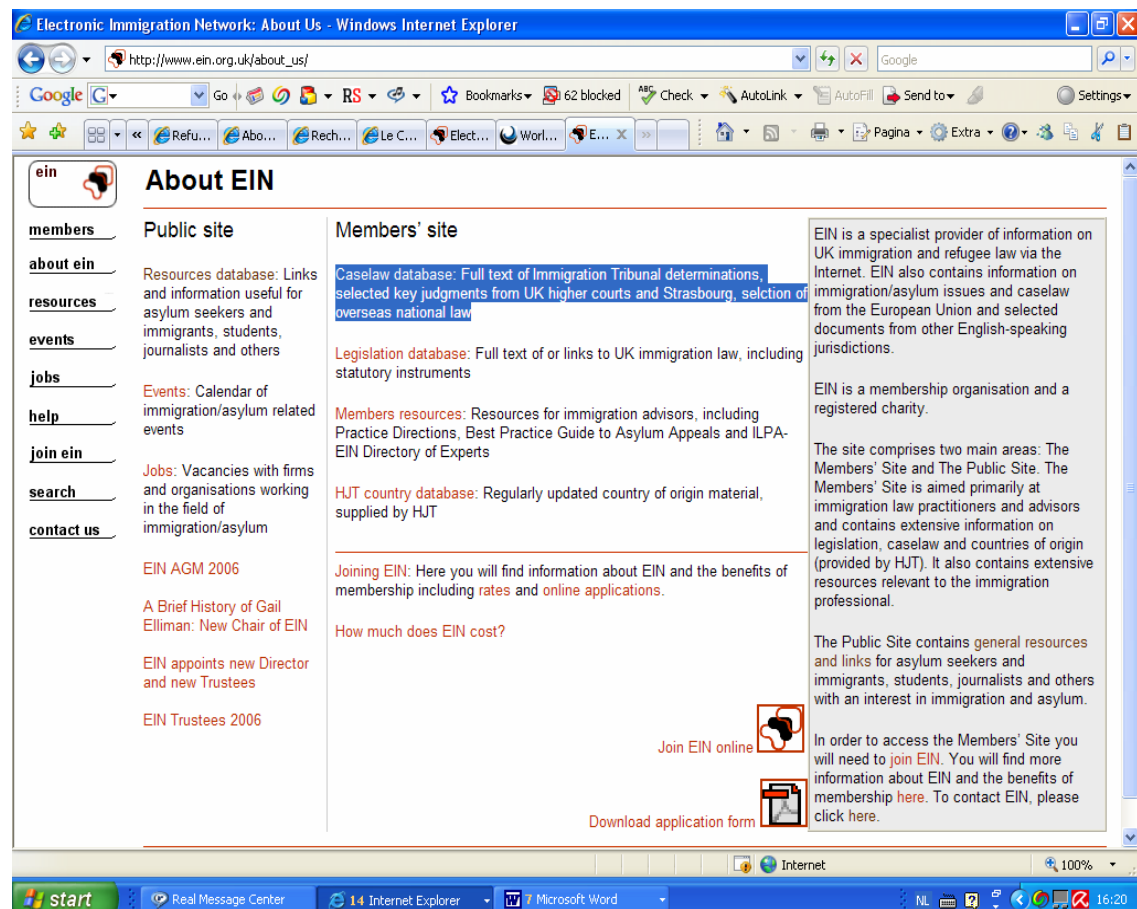 Electronic Immigration Network: About Us - Windows Internet Explorer
http://www.ein.org.uk/about_us/
Google
Google G Go RS Bookmarks 62 blocked ABC Check AutoLink AutoFill Send to Settings
Refu... Abo... Rech... Le C... Elect... Worl... E... X Pagina Extra
ein
About EIN
members
about ein
resources
events
jobs
help
join ein
search
contact us
Public site
Resources database: Links
and information useful for
asylum seekers and
immigrants, students,
journalists and others
Events: Calendar of
immigration/asylum related
events
Jobs: Vacancies with firms
and organisations working
in the field of
immigration/asylum
EIN AGM 2006
A Brief History of Gail
Elliman: New Chair of EIN
EIN appoints new Director
and new Trustees
EIN Trustees 2006
Members' site
Caselaw database: Full text of Immigration Tribunal determinations,
selected key judgments from UK higher courts and Strasbourg, selction of
overseas national law
Legislation database: Full text of or links to UK immigration law, including
statutory instruments
Members resources: Resources for immigration advisors, including
Practice Directions, Best Practice Guide to Asylum Appeals and ILPA-
EIN Directory of Experts
HJT country database: Regularly updated country of origin material,
supplied by HJT
Joining EIN: Here you will find information about EIN and the benefits of
membership including rates and online applications.
How much does EIN cost?
Join EIN online
Download application form
EIN is a specialist provider of information on
UK immigration and refugee law via the
Internet. EIN also contains information on
immigration/asylum issues and caselaw
from the European Union and selected
documents from other English-speaking
jurisdictions.
EIN is a membership organisation and a
registered charity.
The site comprises two main areas: The
Members' Site and The Public Site. The
Members' Site is aimed primarily at
immigration law practitioners and advisors
and contains extensive information on
legislation, caselaw and countries of origin
(provided by HJT). It also contains extensive
resources relevant to the immigration
professional.
The Public Site contains general resources
and links for asylum seekers and
immigrants, students, journalists and others
with an interest in immigration and asylum.
In order to access the Members' Site you
will need to join EIN. You will find more
information about EIN and the benefits of
membership here. To contact EIN, please
click here.
Internet 100%
start Real Message Center 14 Internet Explorer 7 Microsoft Word NL 16:20